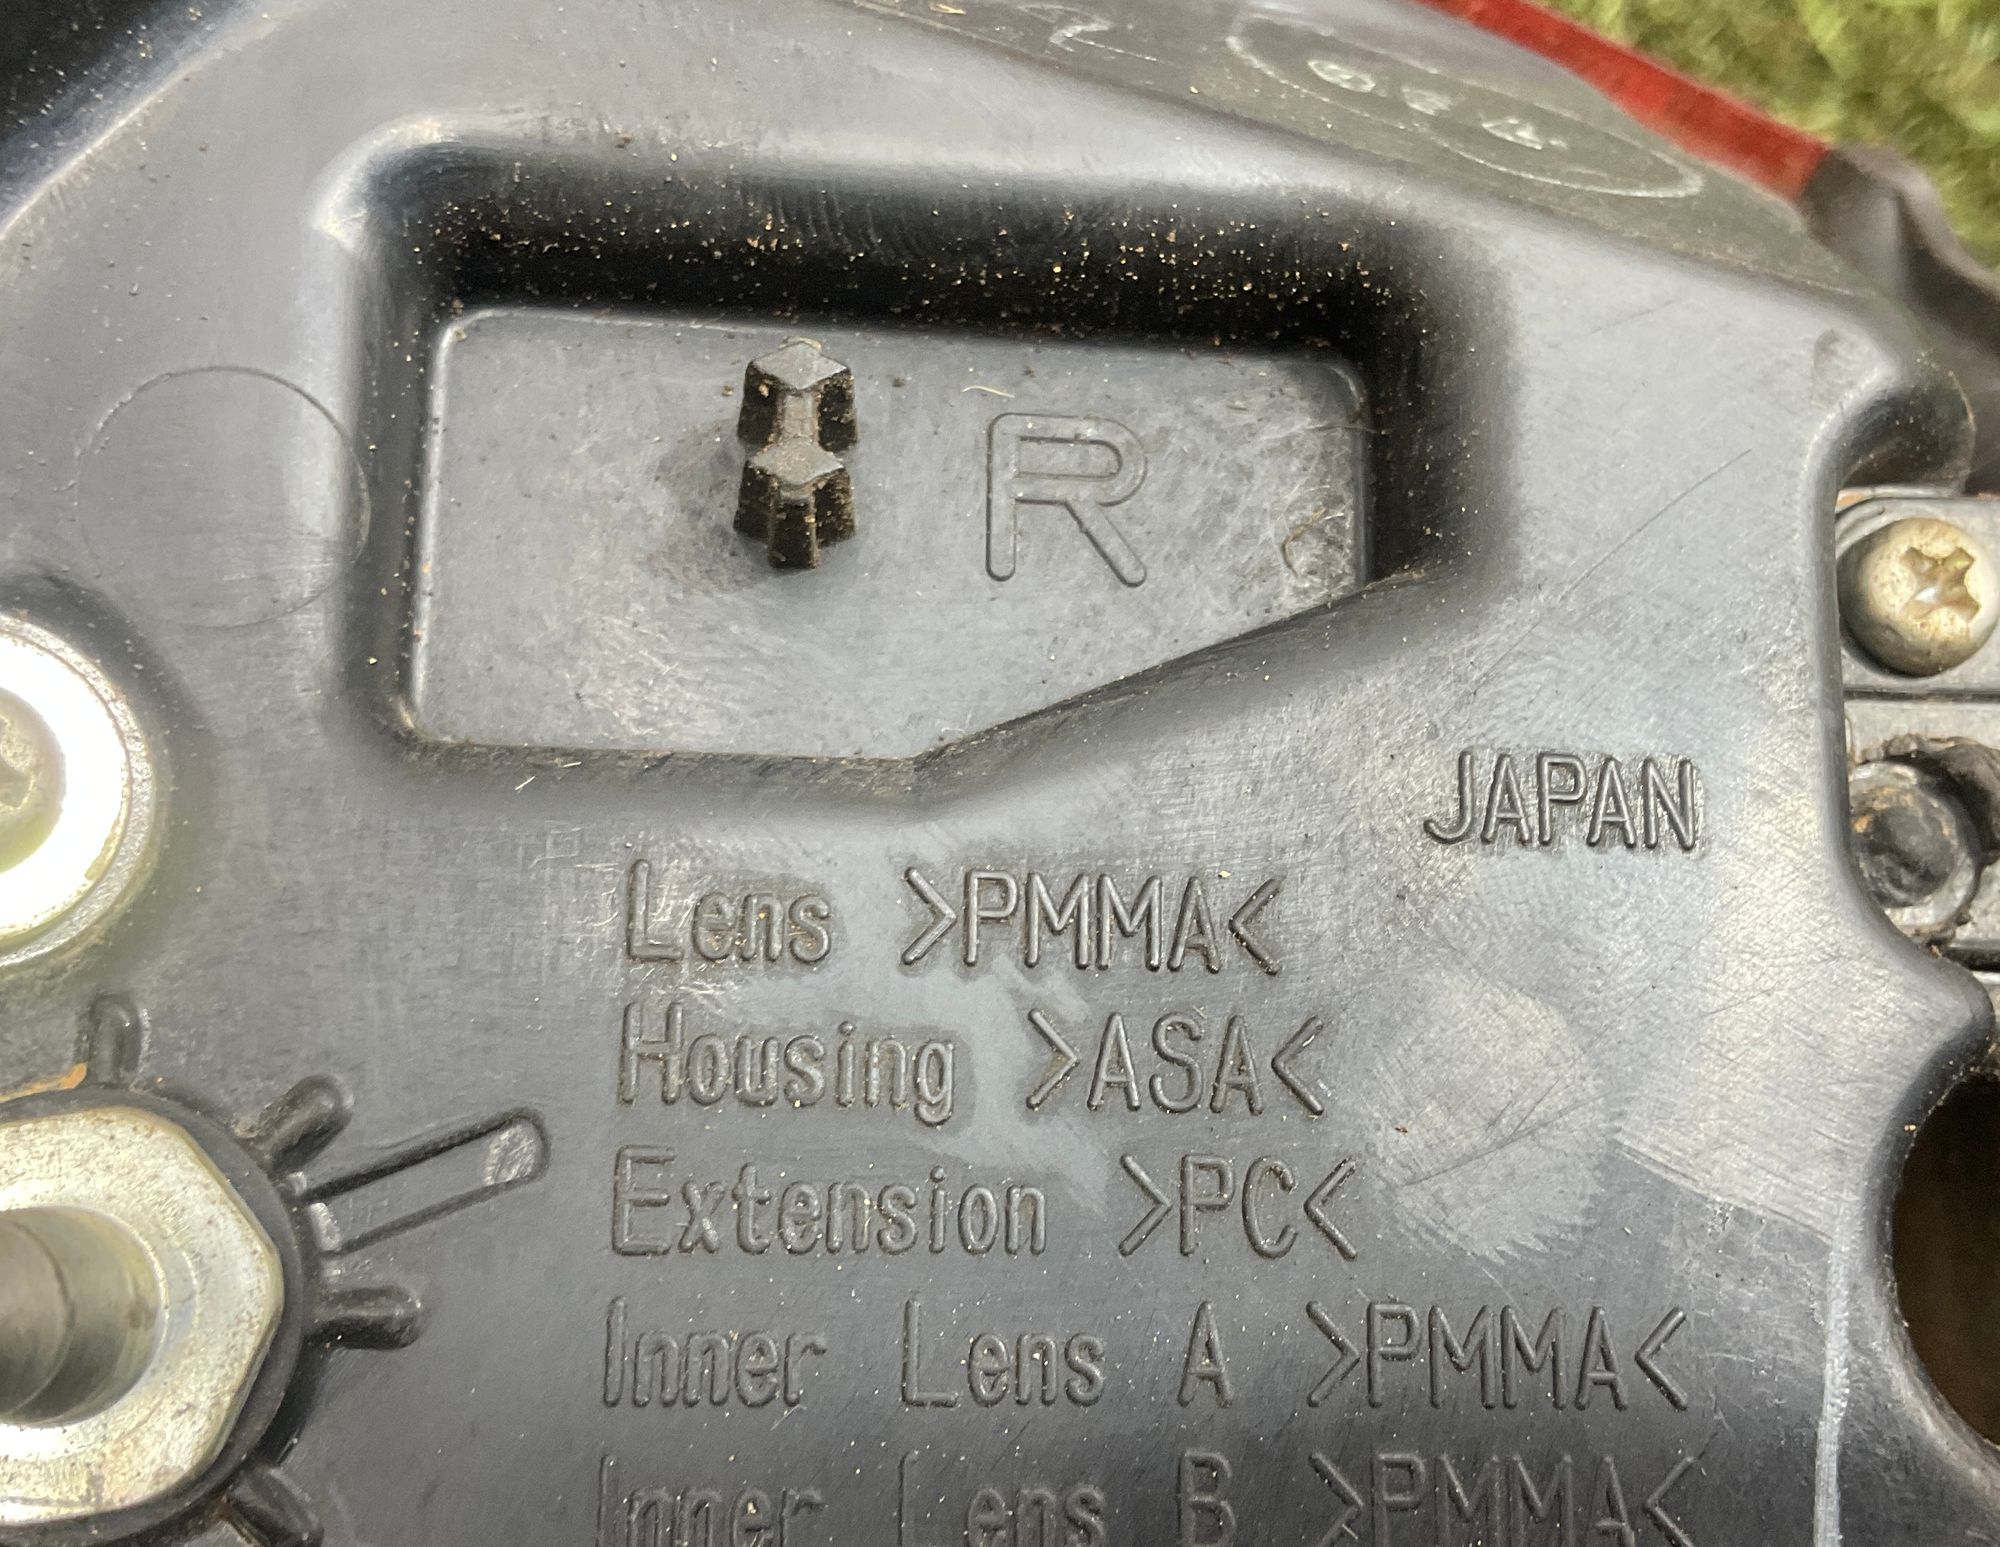 R
JAPAN
Lens >PMMA<
Housing >ASA<
Extension >PC<
Inner Lens A >PMMA<
Inner Lens B >PMMA<